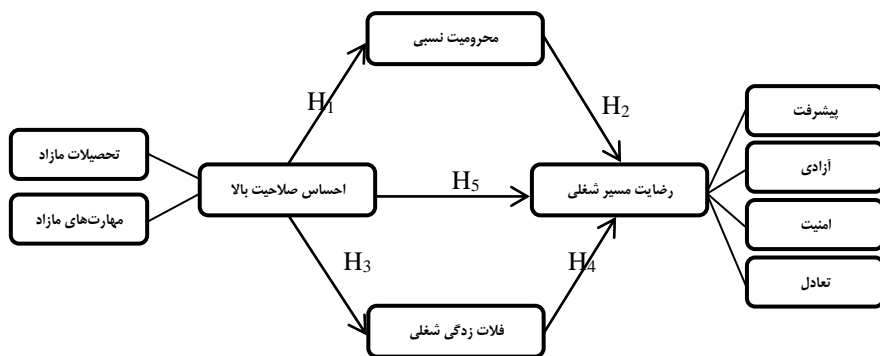 محرومیت نسبی
H1
H2
پیشرفت
تحصیلات مازاد
آزادی
احساس صلاحیت بالا
H5
رضایت مسیر شغلی
مهارت‌های مازاد
امنیت
H3
H4
تعادل
فلات زدگی شغلی